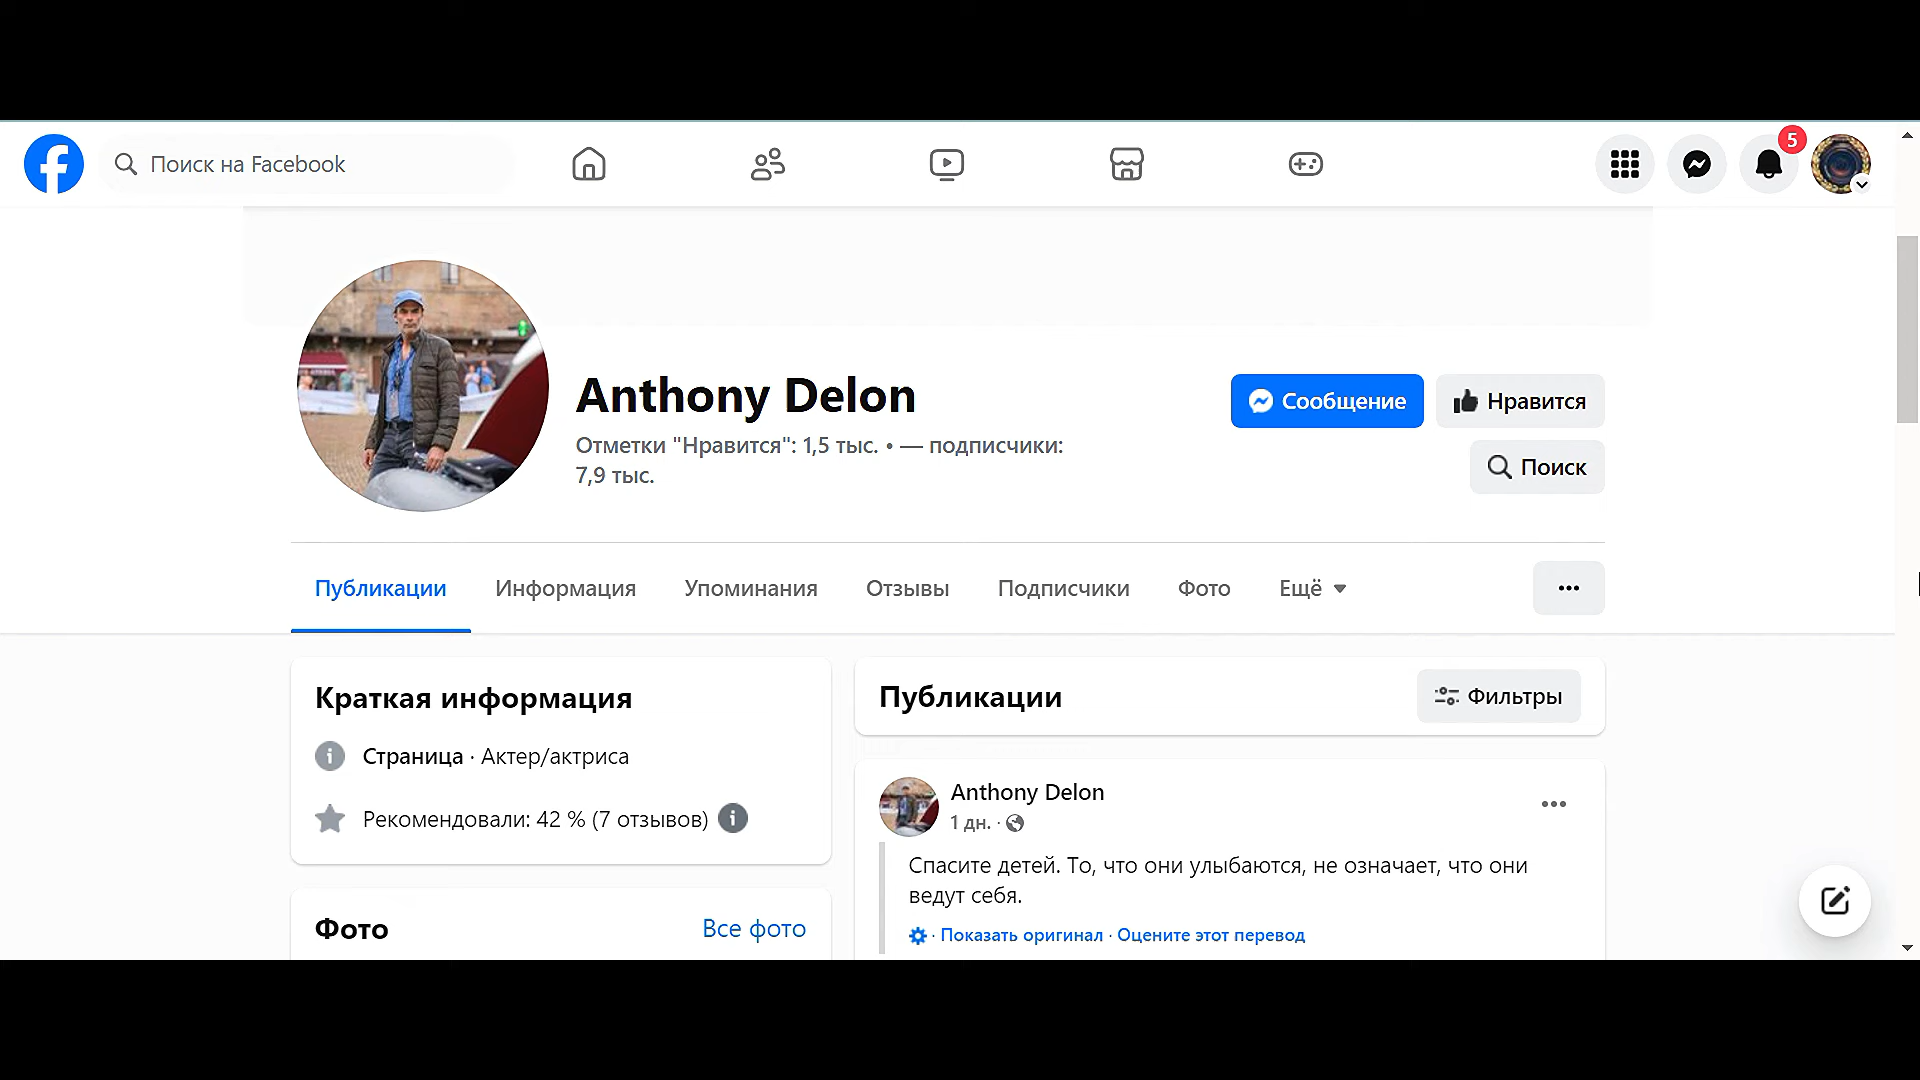 Поиск на Facebook
5
Anthony Delon
Отметки "Нравится": 1,5 тыс. • — подписчики:
7,9 тыс.
Сообщение
Нравится
Поиск
Публикации
Информация
Упоминания
Отзывы
Подписчики
Фото
Ещё
Краткая информация
Страница · Актер/актриса
Рекомендовали: 42 % (7 отзывов)
Фото
Все фото
Публикации
Фильтры
Anthony Delon
1 дн. ·
Спасите детей. То, что они улыбаются, не означает, что они
ведут себя.
· Показать оригинал · Оцените этот перевод